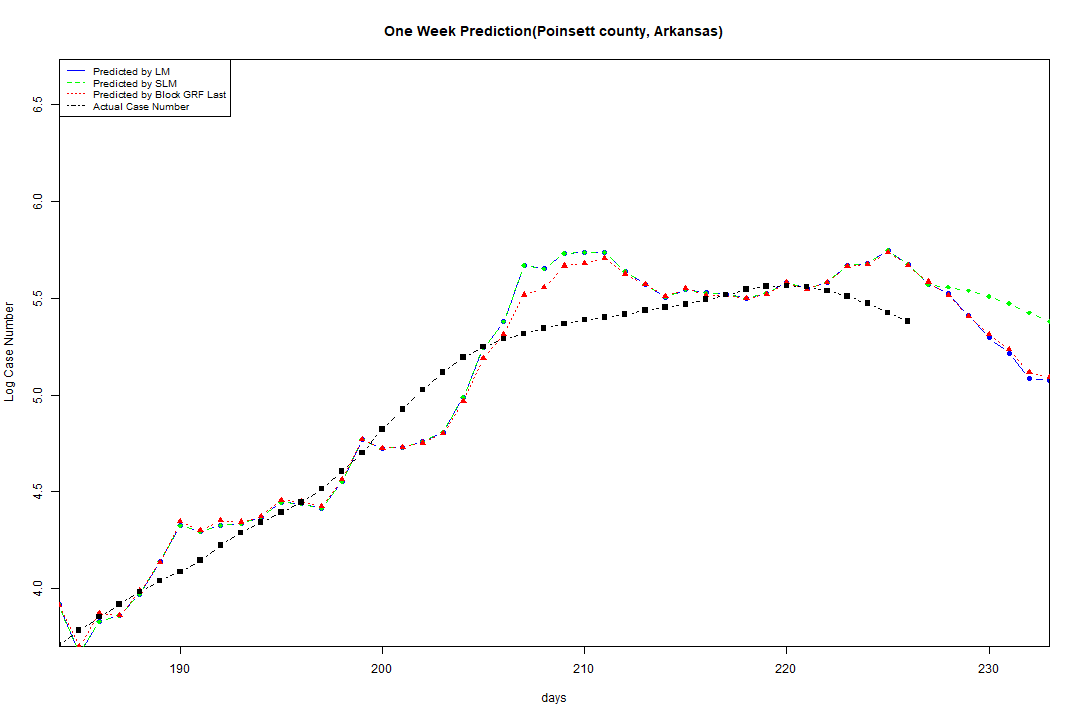 One Week Prediction(Poinsett county, Arkansas)
Predicted by LM
Predicted by SLM
Predicted by Block GRF Last
Actual Case Number
6.5
6.0
5.5
5.0
4.5
4.0
Log Case Number
190 200 210 220 230
days